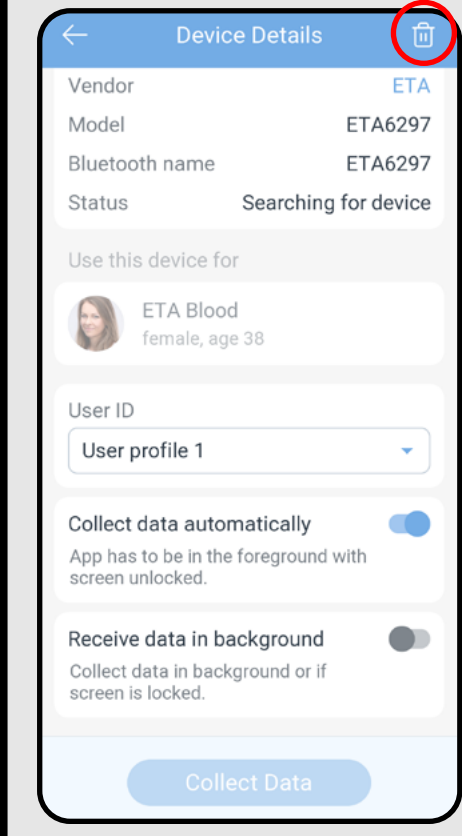 Device Details
Vendor ETA
Model ETA6297
Bluetooth name ETA6297
Status Searching for device
Use this device for
ETA Blood
female, age 38
User ID
User profile 1
Collect data automatically
App has to be in the foreground with
screen unlocked.
Receive data in background
Collect data in background or if
screen is locked.
Collect Data